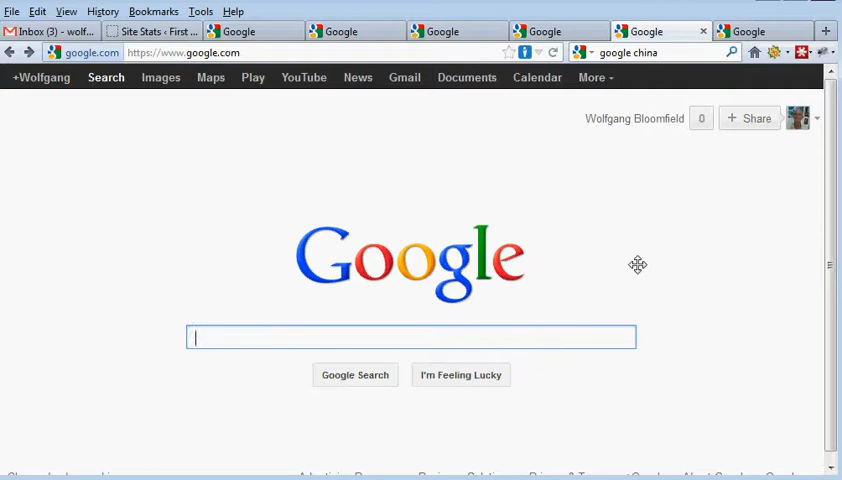 File Edit View History Bookmarks Tools Help
Inbox (3) - wolf... Site Stats ‹ First ... Google Google Google Google Google Google
google.com https://www.google.com google china
+Wolfgang Search Images Maps Play YouTube News Gmail Documents Calendar More
Wolfgang Bloomfield 0 + Share
Google
Google Search I'm Feeling Lucky